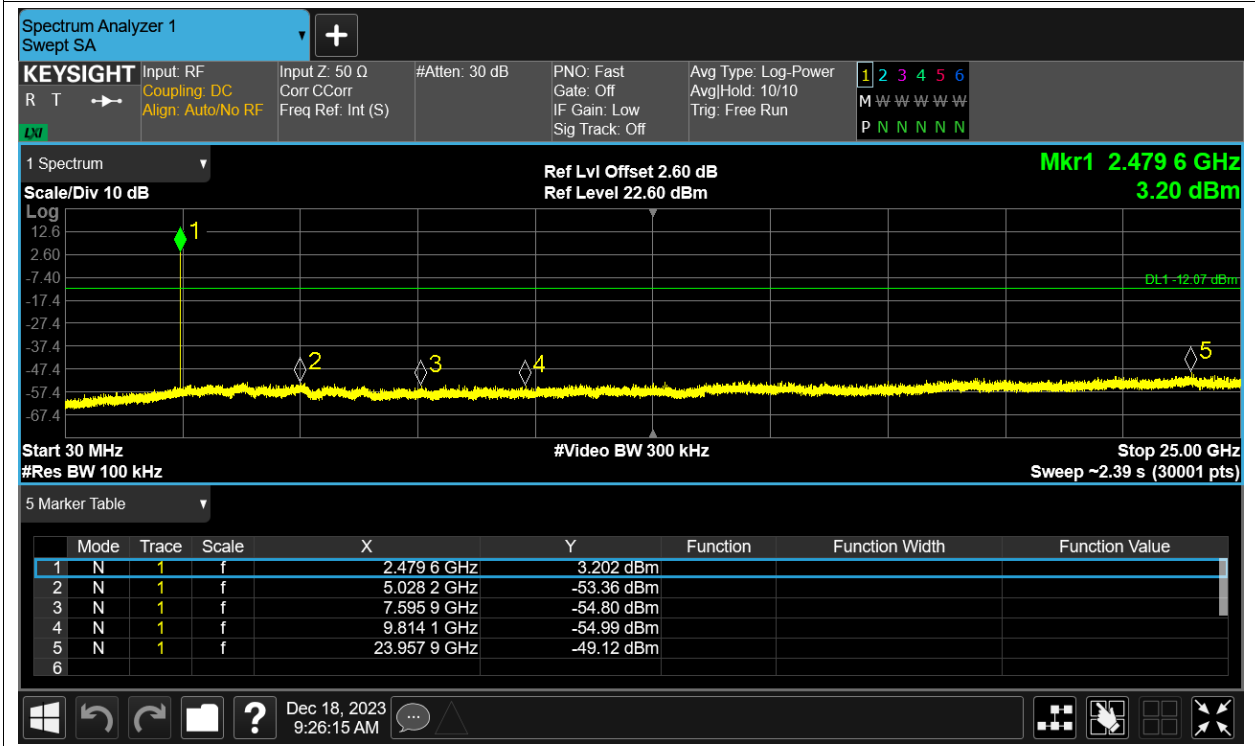 Spectrum Analyzer 1
Swept SA
+
KEYSIGHT
R T
LXI
Input: RF
Coupling: DC
Align: Auto/No RF
Input Z: 50 Ω
Corr CCorr
Freq Ref: Int (S)
#Atten: 30 dB
PNO: Fast
Gate: Off
IF Gain: Low
Sig Track: Off
Avg Type: Log-Power
Avg|Hold: 10/10
Trig: Free Run
1 2 3 4 5 6
M W W W W W
P N N N N N
1 Spectrum
Scale/Div 10 dB
Ref Lvl Offset 2.60 dB
Ref Level 22.60 dBm
Mkr1 2.479 6 GHz
3.20 dBm
Log
12.6
2.60
-7.40
-17.4
-27.4
-37.4
-47.4
-57.4
-67.4
1
2
3
4
5
DL1 -12.07 dBm
Start 30 MHz
#Video BW 300 kHz
Stop 25.00 GHz
#Res BW 100 kHz
Sweep ~2.39 s (30001 pts)
5 Marker Table
Mode Trace Scale X Y Function Function Width Function Value
1 N 1 f 2.479 6 GHz 3.202 dBm
2 N 1 f 5.028 2 GHz -53.36 dBm
3 N 1 f 7.595 9 GHz -54.80 dBm
4 N 1 f 9.814 1 GHz -54.99 dBm
5 N 1 f 23.957 9 GHz -49.12 dBm
6
?
Dec 18, 2023
9:26:15 AM